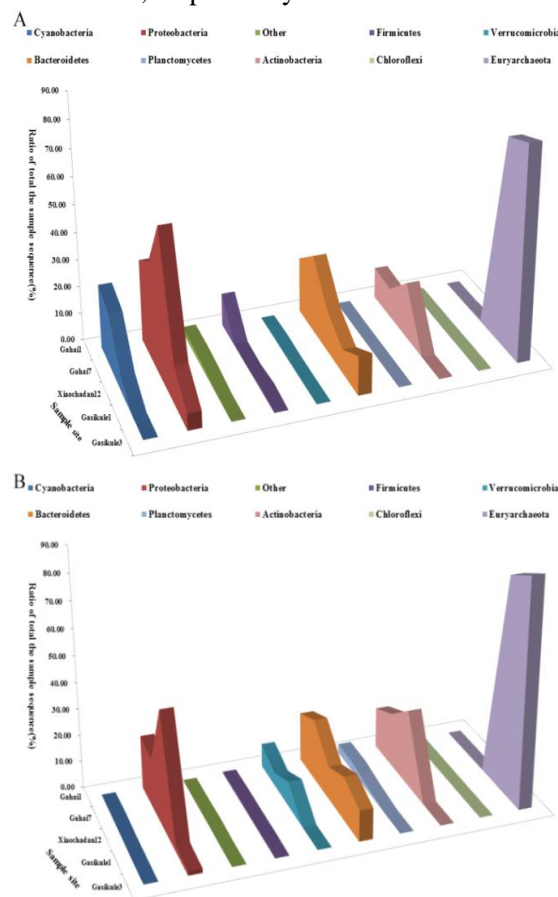 A
Cyanobacteria Proteobacteria Other Firmicutes Verrucomicrobia
Bacteroidetes Planctomycetes Actinobacteria Chloroflexi Euryarchaeota
90.00
80.00
70.00
60.00
50.00
40.00
30.00
20.00
10.00
0.00
Ratio of total the sample sequence(%)
Gahai1
Gahai7
Xiaochadan12
Gasikule1
Gasikule3
Sample site
B
Cyanobacteria Proteobacteria Other Firmicutes Verrucomicrobia
Bacteroidetes Planctomycetes Actinobacteria Chloroflexi Euryarchaeota
90.00
80.00
70.00
60.00
50.00
40.00
30.00
20.00
10.00
0.00
Ratio of total the sample sequence(%)
Gahai1
Gahai7
Xiaochadan12
Gasikule1
Gasikule3
Sample site